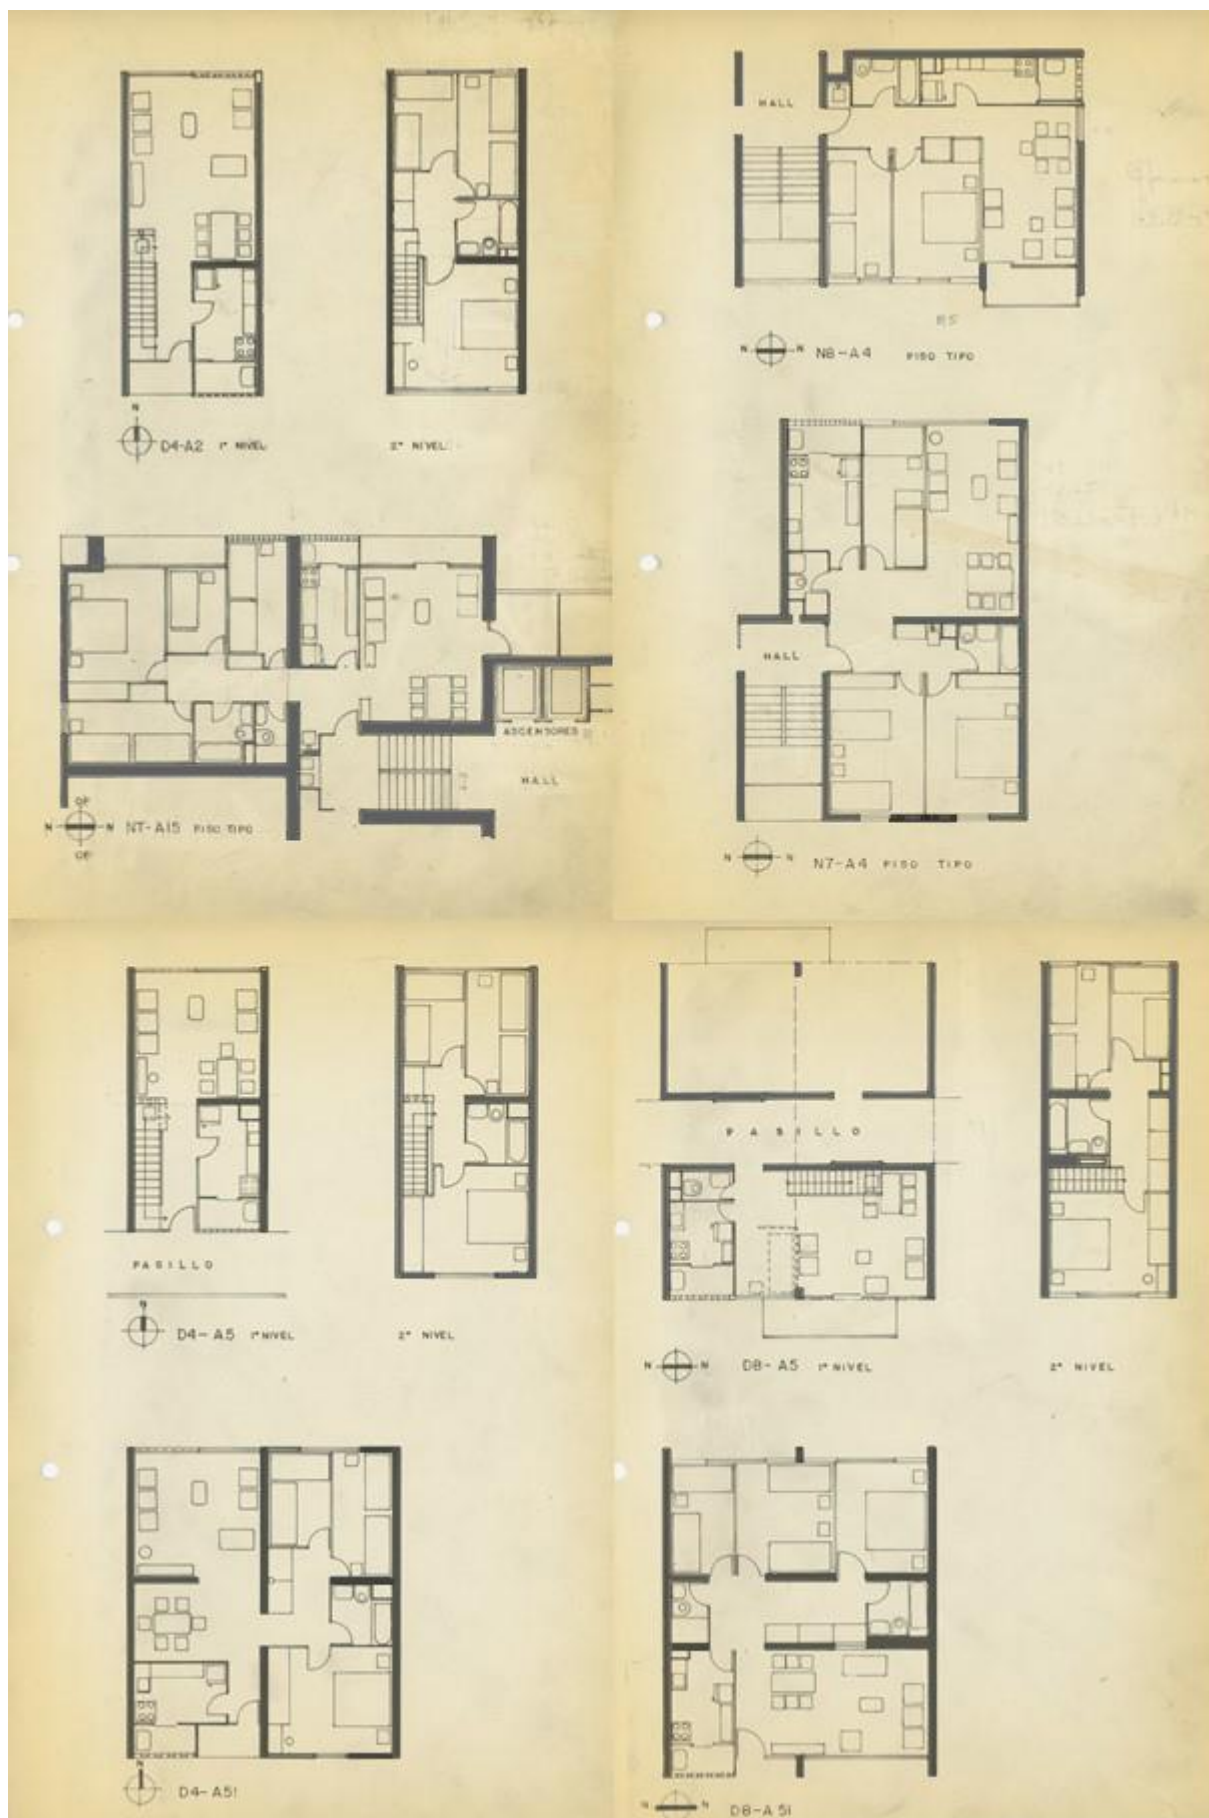 N
D4-A2 1° NIVEL
2° NIVEL
HALL
N N
N8-A4 PISO TIPO
ASCENSORES
HALL
N N
NT-A15 PISO TIPO
HALL
N N
N7-A4 PISO TIPO
PASILLO
N
D4-A5 1° NIVEL
2° NIVEL
PASILLO
N N
D8-A5 1° NIVEL
2° NIVEL
N
D4-A51
N N
D8-A51